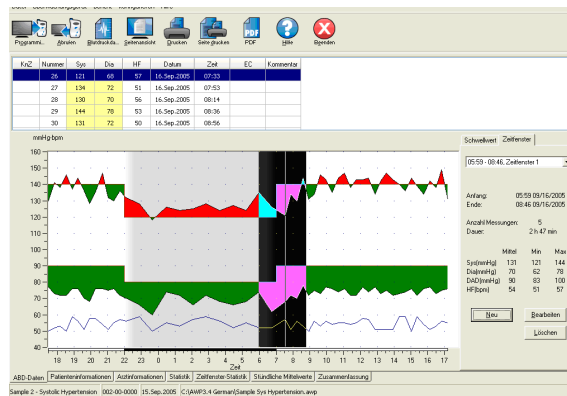 Datei Überwachungsgerät Bericht Konfigurieren Hilfe
Programmi... Abrufen Blutdruckda... Seitenansicht Drucken Seite drucken PDF Hilfe Beenden
KnZ Nummer Sys Dia HF Datum Zeit EC Kommentar
26 121 68 57 16.Sep.2005 07:33
27 134 72 51 16.Sep.2005 07:53
28 130 70 56 16.Sep.2005 08:14
29 144 78 53 16.Sep.2005 08:36
30 131 72 50 16.Sep.2005 08:56
mmHg-bpm
160
150
140
130
120
110
100
90
80
70
60
50
40
18 19 20 21 22 23 0 1 2 3 4 5 6 7 8 9 10 11 12 13 14 15 16 17
Zeit
Schwellwert Zeitfenster
05:59 - 08:46, Zeitfenster 1
Anfang: 05:59 09/16/2005
Ende: 08:46 09/16/2005
Anzahl Messungen: 5
Dauer: 2 h 47 min
Mittel Min Max
Sys(mmHg) 131 121 144
Dia(mmHg) 70 62 78
DAD(mmHg) 90 83 100
HF(bpm) 54 51 57
Neu Bearbeiten
Löschen
ABD-Daten Patienteninformationen Arztinformationen Statistik Zeitfenster-Statistik Stündliche Mittelwerte Zusammenfassung
Sample 2 - Systolic Hypertension 002-00-0000 15.Sep.2005 C:\AWP3.4 German\Sample Sys Hypertension.awp